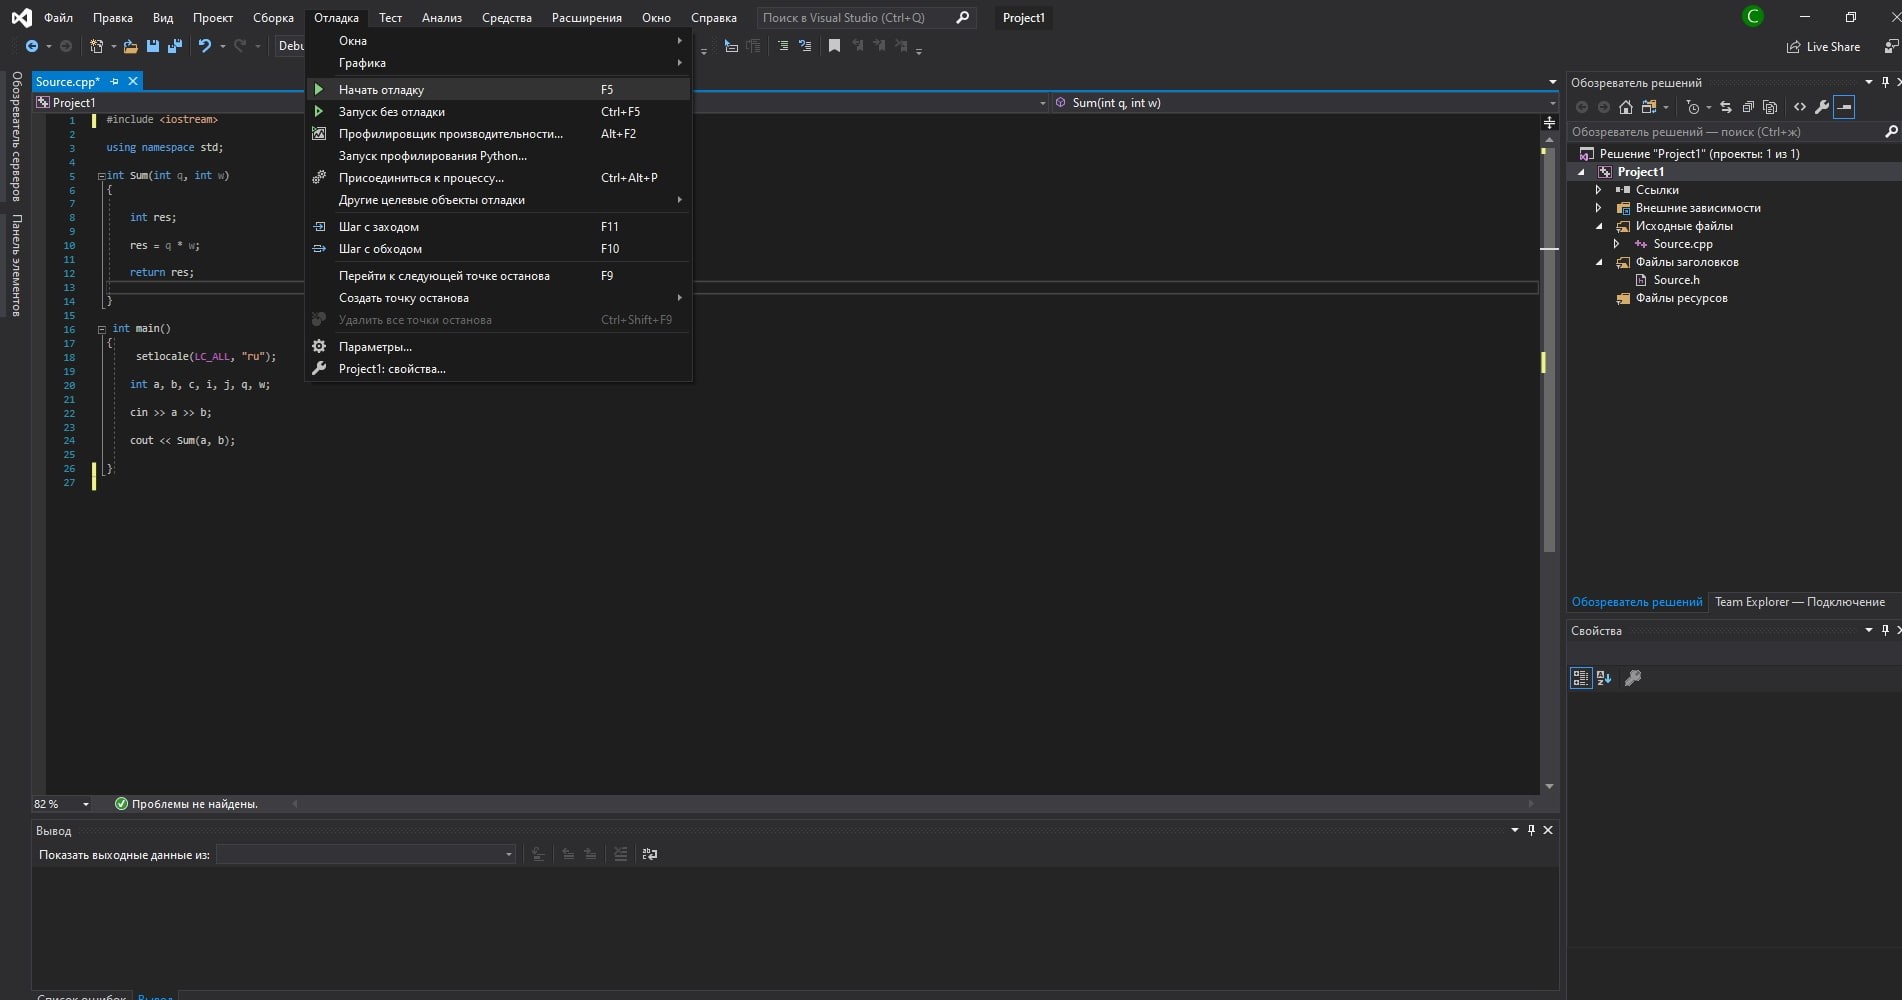 Файл Правка Вид Проект Сборка Отладка Тест Анализ Средства Расширения Окно Справка Поиск в Visual Studio (Ctrl+Q) Project1 C
Debu Live Share
Обозреватель серверов
Панель элементов
Source.cpp*
Project1 Sum(int q, int w)
Окна
Графика
Начать отладку F5
Запуск без отладки Ctrl+F5
Профилировщик производительности... Alt+F2
Запуск профилирования Python...
Присоединиться к процессу... Ctrl+Alt+P
Другие целевые объекты отладки
Шаг с заходом F11
Шаг с обходом F10
Перейти к следующей точке останова F9
Создать точку останова
Удалить все точки останова Ctrl+Shift+F9
Параметры...
Project1: свойства...
1 #include <iostream>
2
3 using namespace std;
4
5 int Sum(int q, int w)
6 {
7
8 int res;
9
10 res = q * w;
11
12 return res;
13
14 }
15
16 int main()
17 {
18 setlocale(LC_ALL, "ru");
19
20 int a, b, c, i, j, q, w;
21
22 cin >> a >> b;
23
24 cout << Sum(a, b);
25
26 }
27
82 % Проблемы не найдены.
Вывод
Показать выходные данные из:
Список ошибок Вывод
Обозреватель решений
Обозреватель решений — поиск (Ctrl+ж)
Решение "Project1" (проекты: 1 из 1)
Project1
Ссылки
Внешние зависимости
Исходные файлы
Source.cpp
Файлы заголовков
Source.h
Файлы ресурсов
Обозреватель решений Team Explorer — Подключение
Свойства